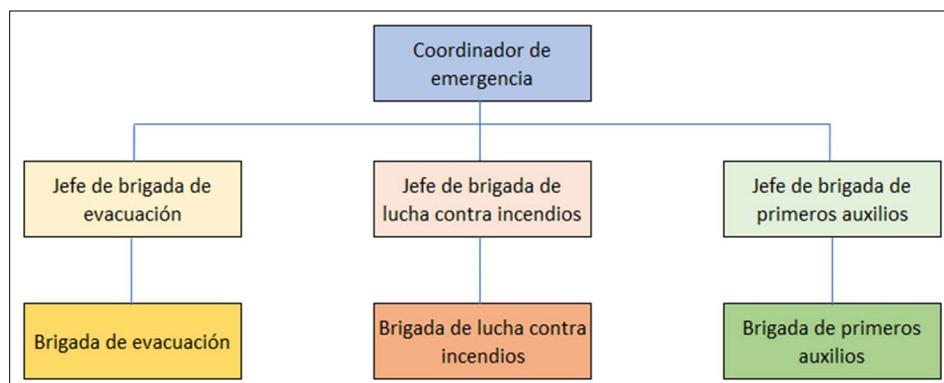 Coordinador de
emergencia
Jefe de brigada de
evacuación
Jefe de brigada de
lucha contra incendios
Jefe de brigada de
primeros auxilios
Brigada de evacuación
Brigada de lucha contra
incendios
Brigada de primeros
auxilios